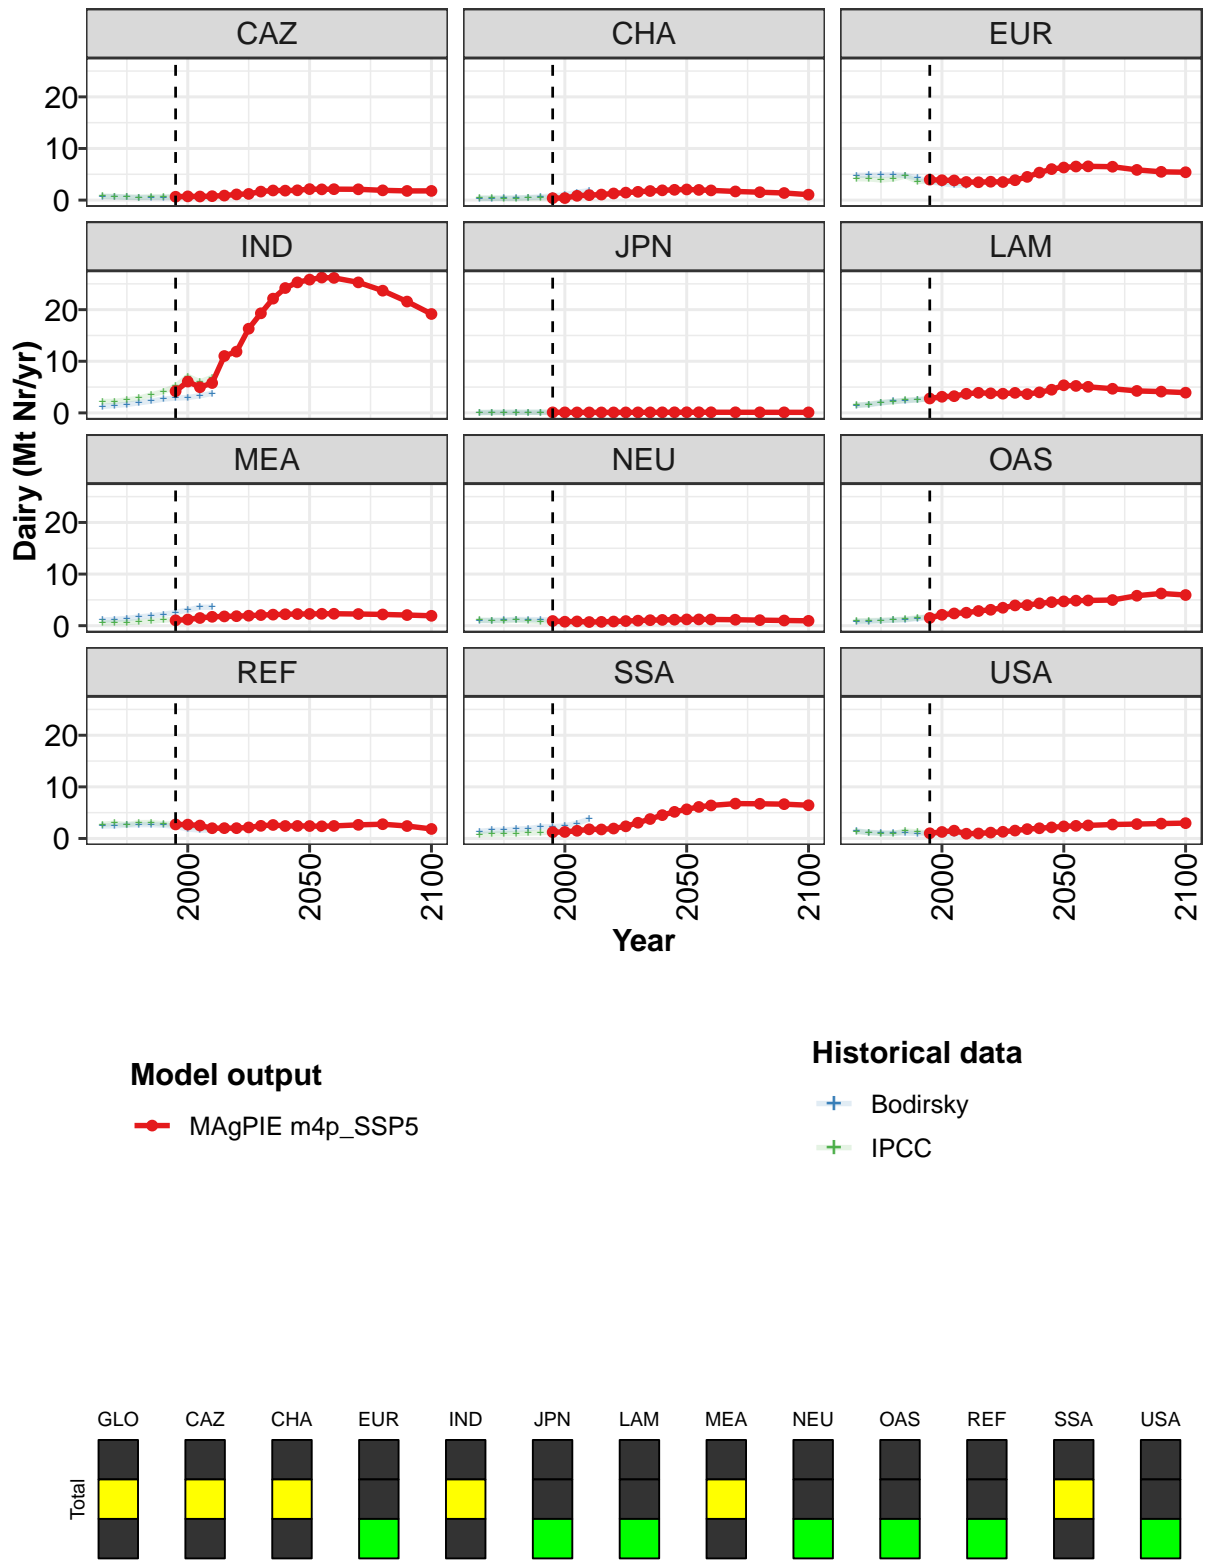 CAZ CHA EUR
20
10
0
IND JPN LAM
20
10
0
MEA NEU OAS
20
10
0
REF SSA USA
20
10
0
Dairy (Mt Nr/yr)
2000 2050 2100 2000 2050 2100 2000 2050 2100
Year
Model output
MAgPIE m4p_SSP5
Historical data
Bodirsky
IPCC
GLO CAZ CHA EUR IND JPN LAM MEA NEU OAS REF SSA USA
Total